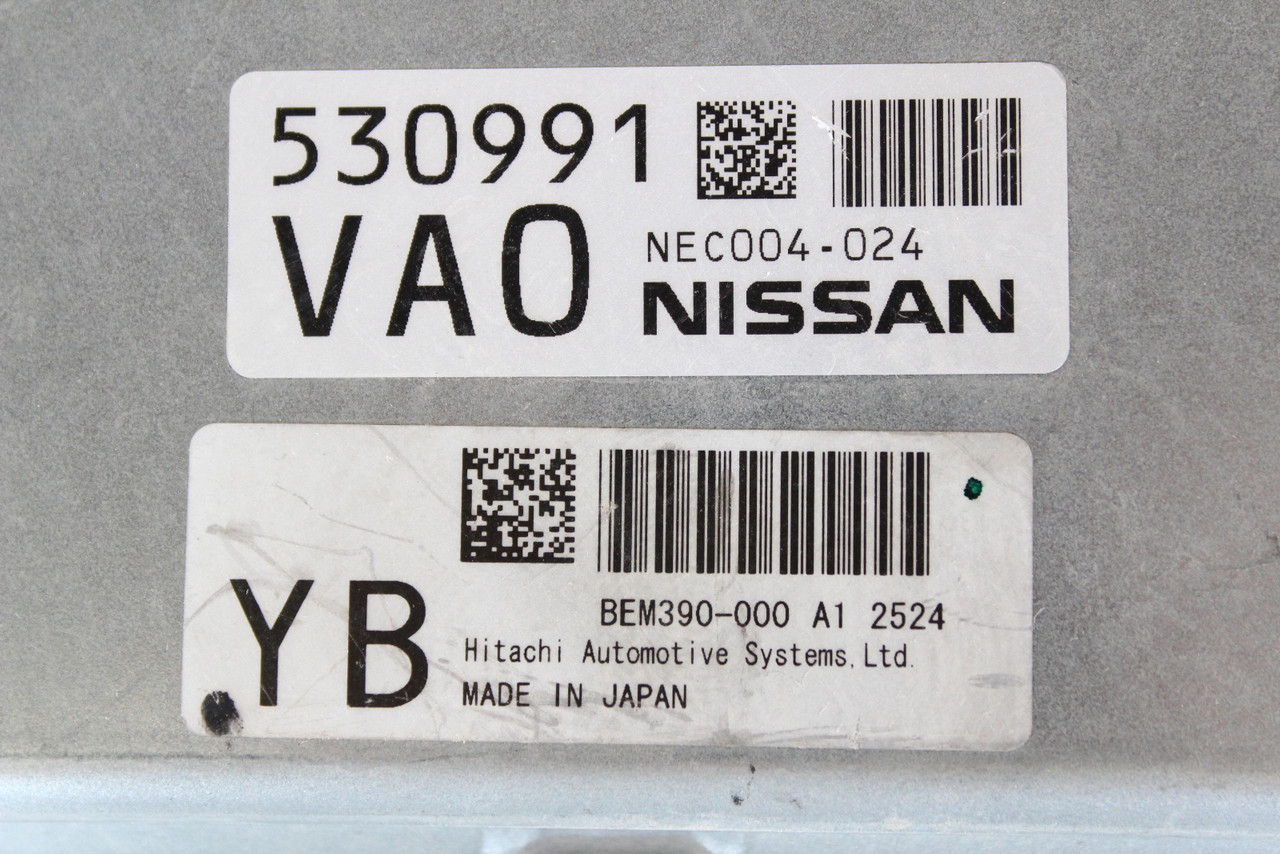 530991
VA0
NEC004-024
NISSAN
YB
BEM390-000 A1 2524
Hitachi Automotive Systems,Ltd.
MADE IN JAPAN